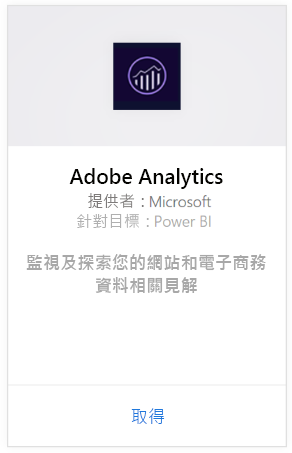 Adobe Analytics
提供者：Microsoft
針對目標：Power BI
監視及探索您的網站和電子商務
資料相關見解
取得